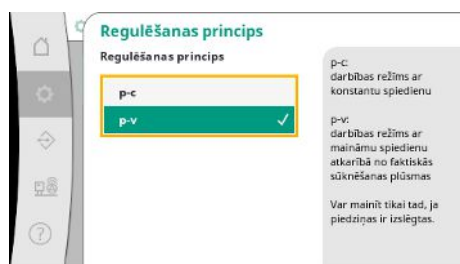 Regulēšanas princips
Regulēšanas princips
p-c
p-v
p-c:
darbības režīms ar
konstantu spiedienu
p-v:
darbības režīms ar
maināmu spiedienu
atkarībā no faktiskās
sūknēšanas plūsmas
Var mainīt tikai tad, ja
piedziņas ir izslēgtas.